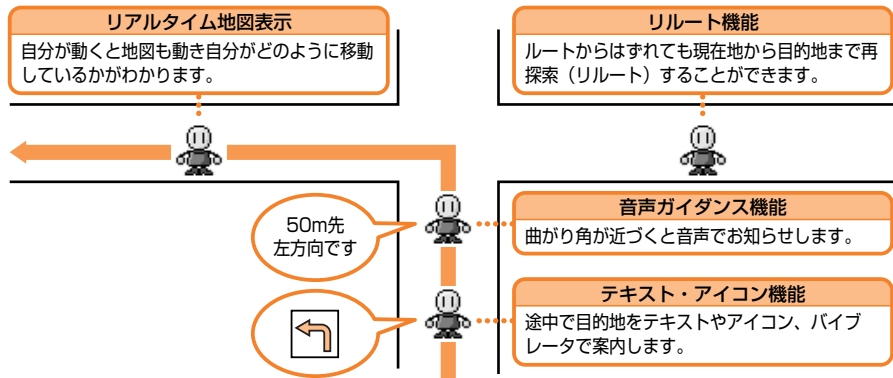 リアルタイム地図表示
自分が動くと地図も動き自分がどのように移動
しているかがわかります。
リルート機能
ルートからはずれても現在地から目的地まで再
探索（リルート）することができます。
50m先
左方向です
音声ガイダンス機能
曲がり角が近づくと音声でお知らせします。
テキスト・アイコン機能
途中で目的地をテキストやアイコン、バイブ
レータで案内します。